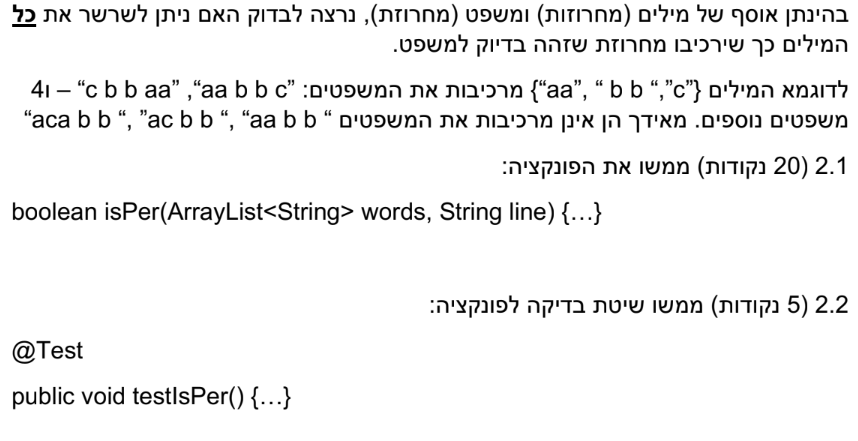 בהינתן אוסף של מילים (מחרוזות) ומשפט (מחרוזת), נרצה לבדוק האם ניתן לשרשר את כל
המילים כך שירכיבו מחרוזת שזהה בדיוק למשפט.
לדוגמא המילים {"aa", " b b ","c"} מרכיבות את המשפטים: "c b b aa" ,"aa b b c" – ו4
משפטים נוספים. מאידך הן אינן מרכיבות את המשפטים " aca b b ", "ac b b ", "aa b b"
2.1 (20 נקודות) ממשו את הפונקציה:
boolean isPer(ArrayList<String> words, String line) {…}
2.2 (5 נקודות) ממשו שיטת בדיקה לפונקציה:
@Test
public void testIsPer() {…}